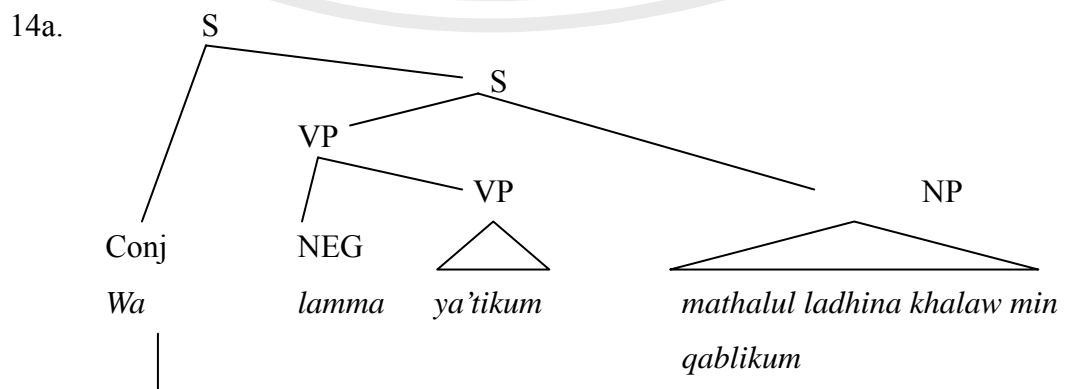 14a. S
S
VP
VP NP
Conj NEG
Wa lamma ya’tikum mathalul ladhina khalaw min
qablikum